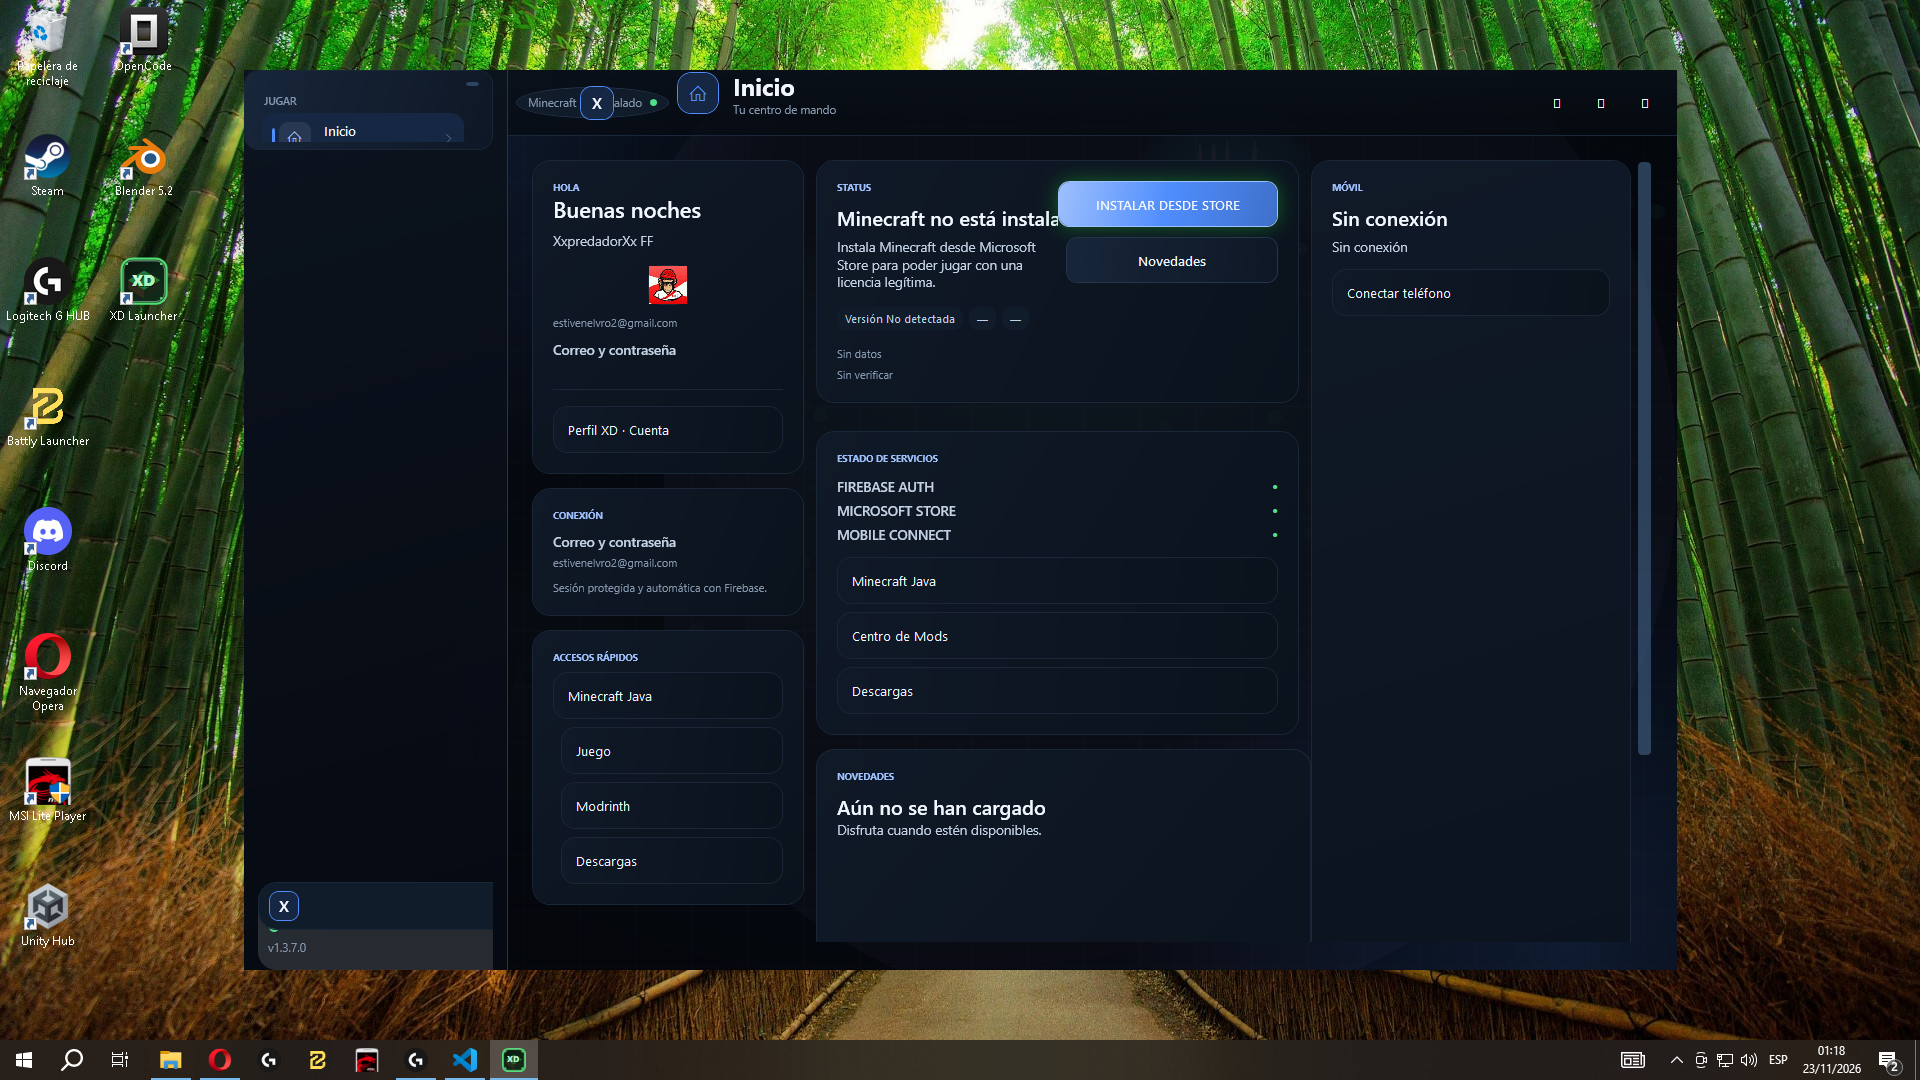 Papelera de
reciclaje
OpenCode
Steam
Blender 5.2
Logitech G HUB
XD
XD Launcher
Battly Launcher
Discord
Navegador
Opera
MSI Lite Player
Unity Hub
JUGAR
Inicio
X
v1.3.7.0
Minecraft
X
alado
Inicio
Tu centro de mando
HOLA
Buenas noches
XxpredadorXx FF
estivenelvro2@gmail.com
Correo y contraseña
Perfil XD · Cuenta
CONEXIÓN
Correo y contraseña
estivenelvro2@gmail.com
Sesión protegida y automática con Firebase.
ACCESOS RÁPIDOS
Minecraft Java
Juego
Modrinth
Descargas
STATUS
Minecraft no está instala
Instala Minecraft desde Microsoft
Store para poder jugar con una
licencia legítima.
Versión No detectada
—
—
Sin datos
Sin verificar
INSTALAR DESDE STORE
Novedades
ESTADO DE SERVICIOS
FIREBASE AUTH
MICROSOFT STORE
MOBILE CONNECT
Minecraft Java
Centro de Mods
Descargas
NOVEDADES
Aún no se han cargado
Disfruta cuando estén disponibles.
MÓVIL
Sin conexión
Sin conexión
Conectar teléfono
XD
ESP
01:18
23/11/2026
2